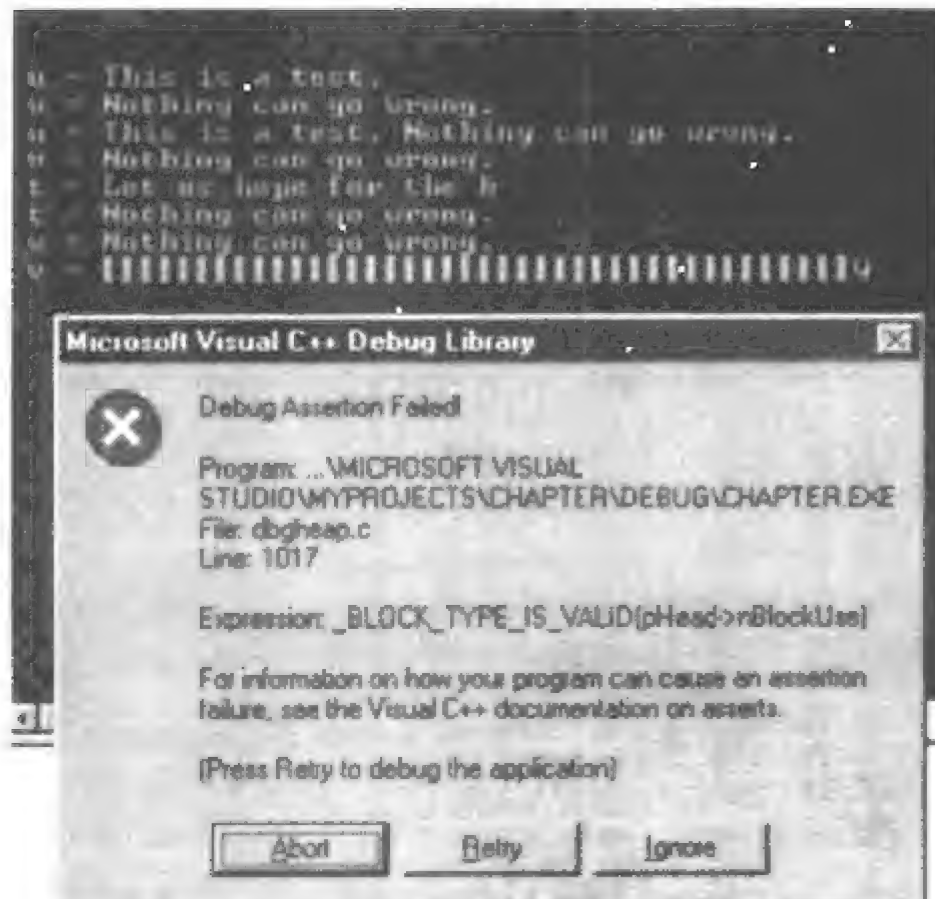 u - This is a test.
- Nothing can go wrong.
u - This is a test. Nothing can go wrong.
- Nothing can go wrong.
t - Let us hope for the b
t - Nothing can go wrong.
u - Nothing can go wrong.
v -
Microsoft Visual C++ Debug Library
Debug Assertion Failed!
Program: ...\MICROSOFT VISUAL
STUDIO\MYPROJECTS\CHAPTER\DEBUG\CHAPTER.EXE
File: dbgheap.c
Line: 1017
Expression: _BLOCK_TYPE_IS_VALID(pHead->nBlockUse)
For information on how your program can cause an assertion
failure, see the Visual C++ documentation on asserts.
(Press Retry to debug the application)
Abort Retry Ignore